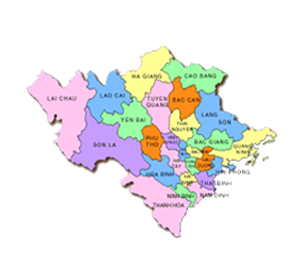 HA GIANG
CAO BANG
LAI CHAU
LAO CAI
TUYEN
QUANG
BAC CAN
LANG
SON
YEN BAI
THAI
NGUYEN
PHU
THO
BAC GIANG
QUANG
NINH
SON LA
HOA BINH
HAI PHONG
THAI BINH
NINH BINH
NAM DINH
THANH HOA